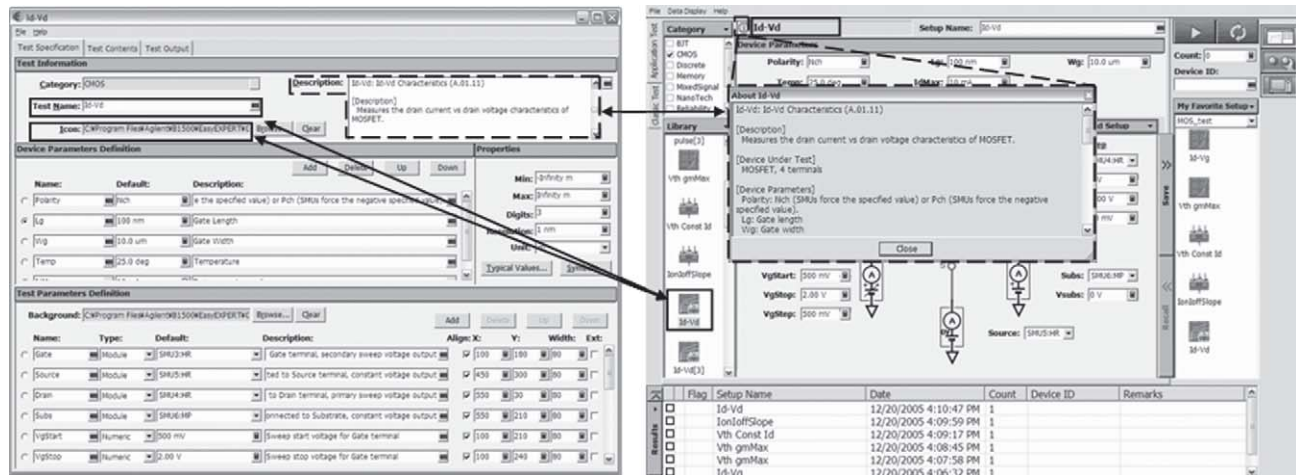 Id-Vd
File Help
Test Specification Test Contents Test Output
Test Information
Category: CMOS
Test Name: Id-Vd
Icon: Browse... Clear
Description: Id-Vd: Id-Vd Characteristics (A.01.11)
[Description]
Measures the drain current vs drain voltage characteristics of
MOSFET.
Device Parameters Definition
Add Delete Up Down
Name: Default: Description:
Polarity Nch e the specified value) or Pch (SMUs force the negative specified value)
Lg 100 nm Gate Length
Wg 10.0 um Gate Width
Temp 25.0 deg Temperature
Properties
Min: -Infinity m
Max: Infinity m
Digits: 3
Resolution: 1 nm
Unit:
Typical Values...
Test Parameters Definition
Background: Browse... Clear
Add Delete Up Down
Name: Type: Default: Description: Align: X: Y: Width: Ext:
Gate Module SMU3:HR Gate terminal, secondary sweep voltage output 100 180 80
Source Module SMU5:HR ted to Source terminal, constant voltage output 450 300 80
Drain Module SMU4:HR to Drain terminal, primary sweep voltage output 550 30 80
Subs Module SMU6:MP onnected to Substrate, constant voltage output 550 210 80
VgStart Numeric 500 mV Sweep start voltage for Gate terminal 100 210 80
VgStop Numeric 2.00 V Sweep stop voltage for Gate terminal 100 240 80
File Data Display Help
Application Test
Classic Test
Category
BJT
CMOS
Discrete
Memory
MixedSignal
NanoTech
Reliability
Library
pulse[3]
Vth gmMax
Vth Const Id
IonIoffSlope
Id-Vd
Id-Vd[3]
Id-Vd Setup Name: Id-Vd
Device Parameters
Polarity: Nch Lg: 100 nm Wg: 10.0 um
Temp: 25.0 deg IdMax: 10 mA
d Setup
About Id-Vd
Id-Vd: Id-Vd Characteristics (A.01.11)
[Description]
Measures the drain current vs drain voltage characteristics of MOSFET.
[Device Under Test]
MOSFET, 4 terminals
[Device Parameters]
Polarity: Nch (SMUs force the specified value) or Pch (SMUs force the negative
specified value).
Lg: Gate length
Wg: Gate width
Close
VgStart: 500 mV
VgStop: 2.00 V
VgStep: 500 mV
Subs: SMU6:MP
Vsubs: 0 V
Source: SMU5:HR
Save
Recall
Count: 0
Device ID:
My Favorite Setup
MOS_test
Id-Vg
Vth gmMax
Vth Const Id
IonIoffSlope
Id-Vd
Results
Flag Setup Name Date Count Device ID Remarks
Id-Vd 12/20/2005 4:10:47 PM 1
IonIoffSlope 12/20/2005 4:09:59 PM 1
Vth Const Id 12/20/2005 4:09:17 PM 1
Vth gmMax 12/20/2005 4:08:45 PM 1
Vth gmMax 12/20/2005 4:07:58 PM 1
Id-Vg 12/20/2005 4:06:32 PM 1